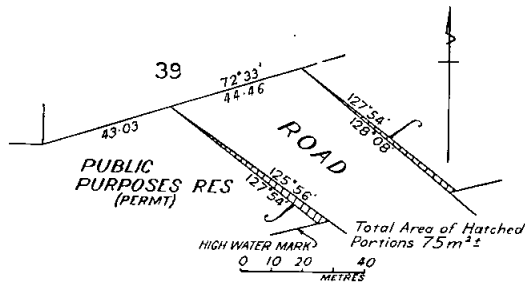 39
72°33'
44·46
43·03
127°54'
128°08
ROAD
PUBLIC
PURPOSES RES
(PERMT)
125°56'
127°54'
Total Area of Hatched
Portions 75m²±
HIGH WATER MARK
0 10 20 40
METRES